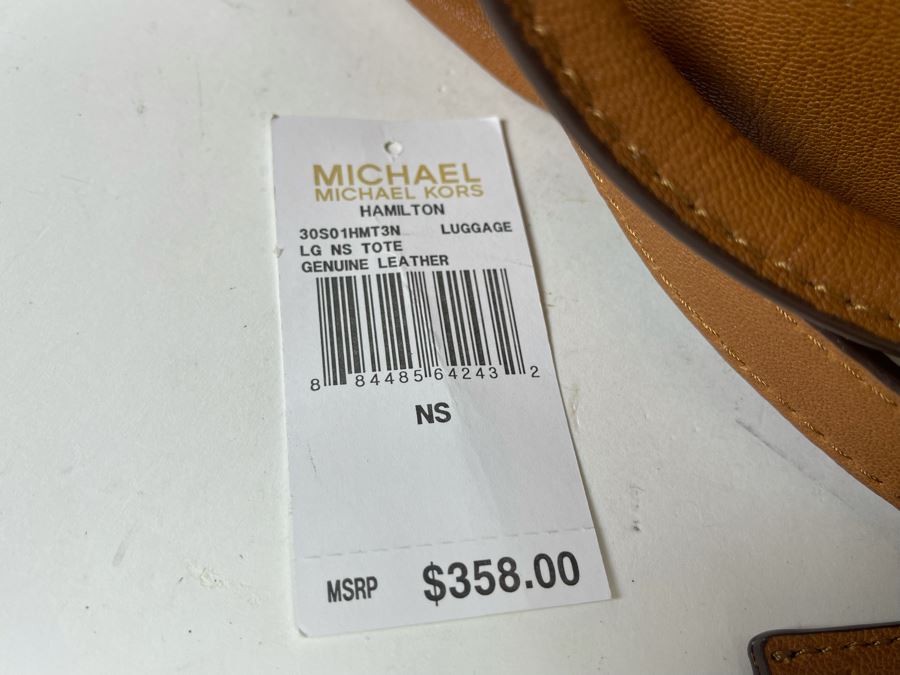 MICHAEL
MICHAEL KORS
HAMILTON
30S01HMT3N LUGGAGE
LG NS TOTE
GENUINE LEATHER
8 84485 64243 2
NS
MSRP $358.00